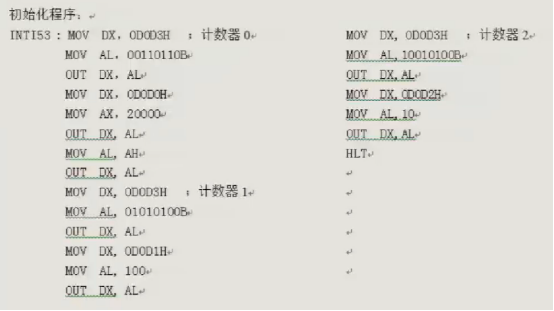 初始化程序：
INTI53：MOV DX，0D0D3H ；计数器0
MOV AL，00110110B
OUT DX，AL
MOV DX，0D0D0H
MOV AX，20000
OUT DX, AL
MOV AL, AH
OUT DX, AL
MOV DX, 0D0D3H ；计数器1
MOV AL, 01010100B
OUT DX, AL
MOV DX, 0D0D1H
MOV AL, 100
OUT DX, AL
MOV DX, 0D0D3H ；计数器2
MOV AL, 10010100B
OUT DX, AL
MOV DX, 0D0D2H
MOV AL, 10
OUT DX, AL
HLT